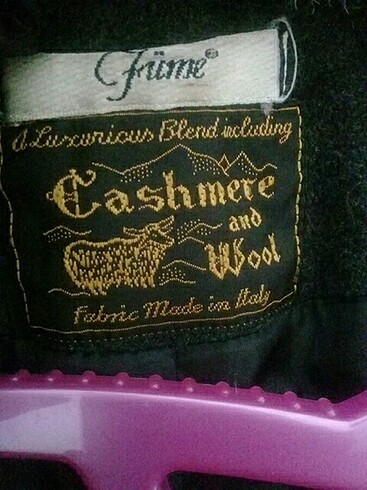 Füme®
A Luxurious Blend including
Cashmere
and
Wool
Fabric Made in Italy